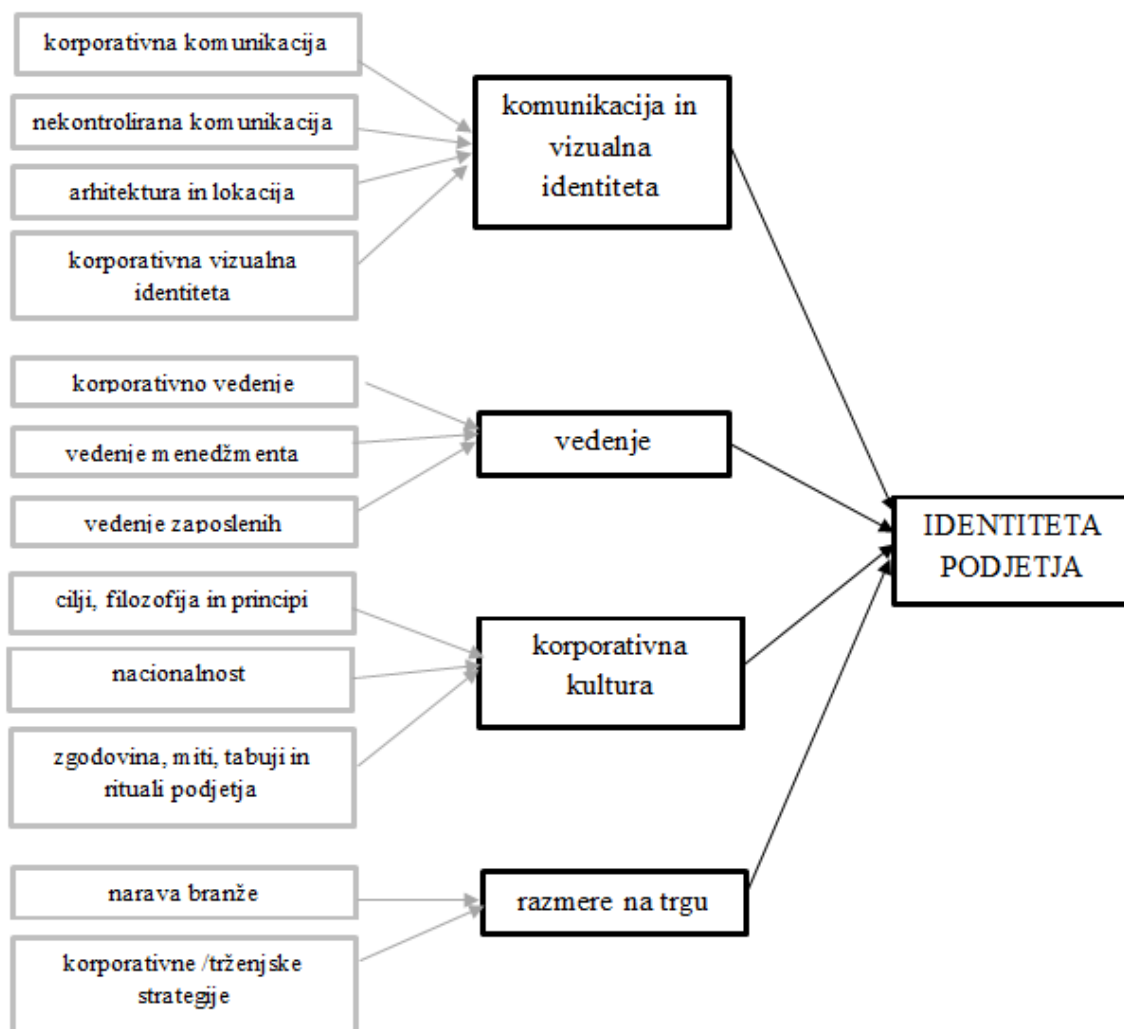 korporativna komunikacija
nekontrolirana komunikacija
arhitektura in lokacija
korporativna vizualna
identiteta
komunikacija in
vizualna
identiteta
korporativno vedenje
vedenje menedžmenta
vedenje zaposlenih
vedenje
cilji, filozofija in principi
nacionalnost
zgodovina, miti, tabuji in
rituali podjetja
korporativna
kultura
narava branže
korporativne /trženjske
strategije
razmere na trgu
IDENTITETA
PODJETJA